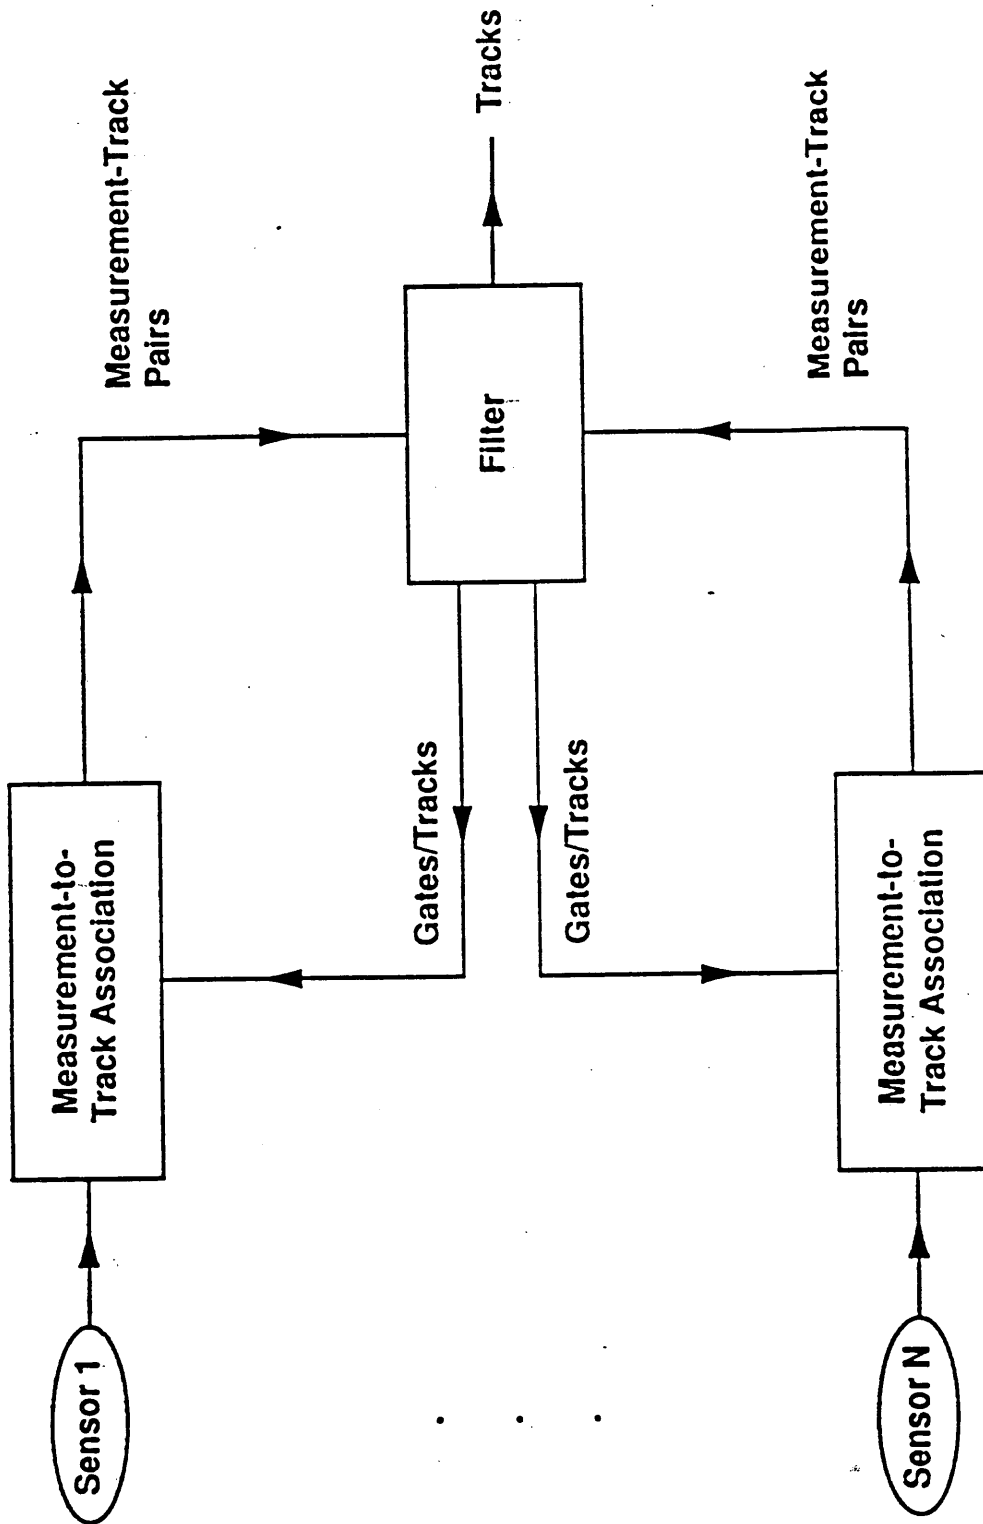 Sensor 1
Measurement-to-
Track Association
Measurement-Track
Pairs
Gates/Tracks
Filter
Tracks
Gates/Tracks
Sensor N
Measurement-to-
Track Association
Measurement-Track
Pairs